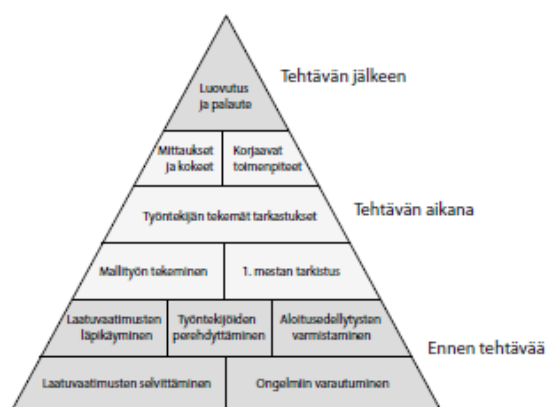 Luovutus
ja palaute
Tehtävän jälkeen
Mittaukset
ja kokeet
Korjaavat
toimenpiteet
Työntekijän tekemät tarkastukset
Tehtävän aikana
Mallityön tekeminen
1. mestan tarkistus
Laatuvaatimusten
läpikäyminen
Työntekijöiden
perehdyttäminen
Aloitusedellytysten
varmistaminen
Ennen tehtävää
Laatuvaatimusten selvittäminen
Ongelmiin varautuminen